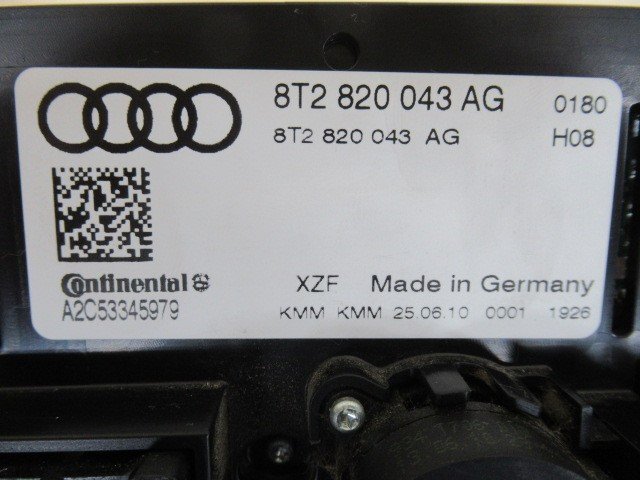 8T2 820 043 AG 0180
8T2 820 043 AG H08
Continental
A2C53345979
XZF Made in Germany
KMM KMM 25.06.10 0001 1926